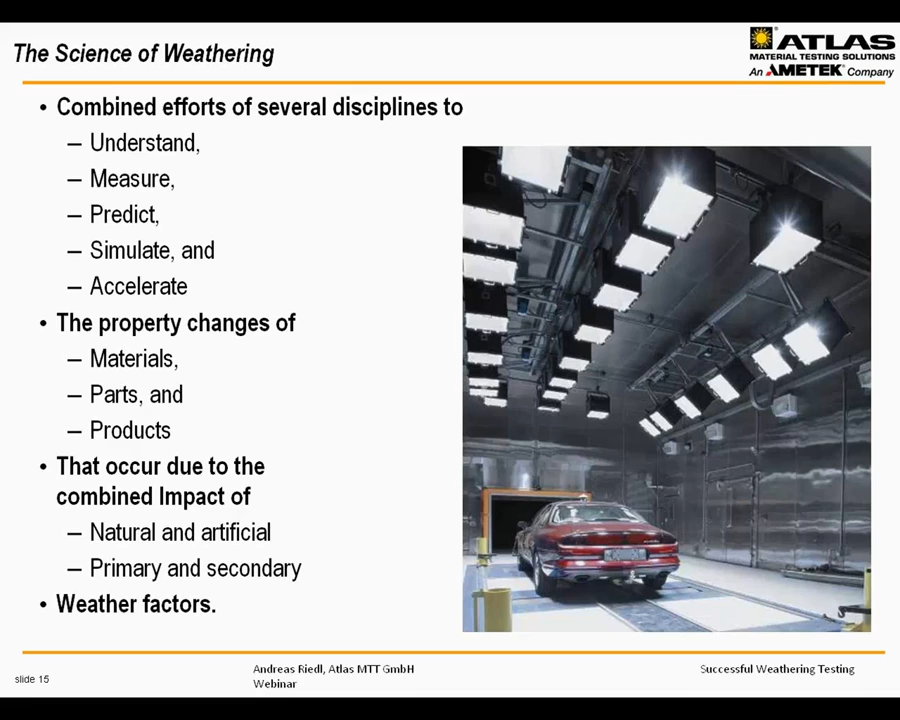 The Science of Weathering
ATLAS
MATERIAL TESTING SOLUTIONS
An AMETEK Company
• Combined efforts of several disciplines to
– Understand,
– Measure,
– Predict,
– Simulate, and
– Accelerate
• The property changes of
– Materials,
– Parts, and
– Products
• That occur due to the
combined Impact of
– Natural and artificial
– Primary and secondary
• Weather factors.
slide 15
Andreas Riedl, Atlas MTT GmbH
Webinar
Successful Weathering Testing